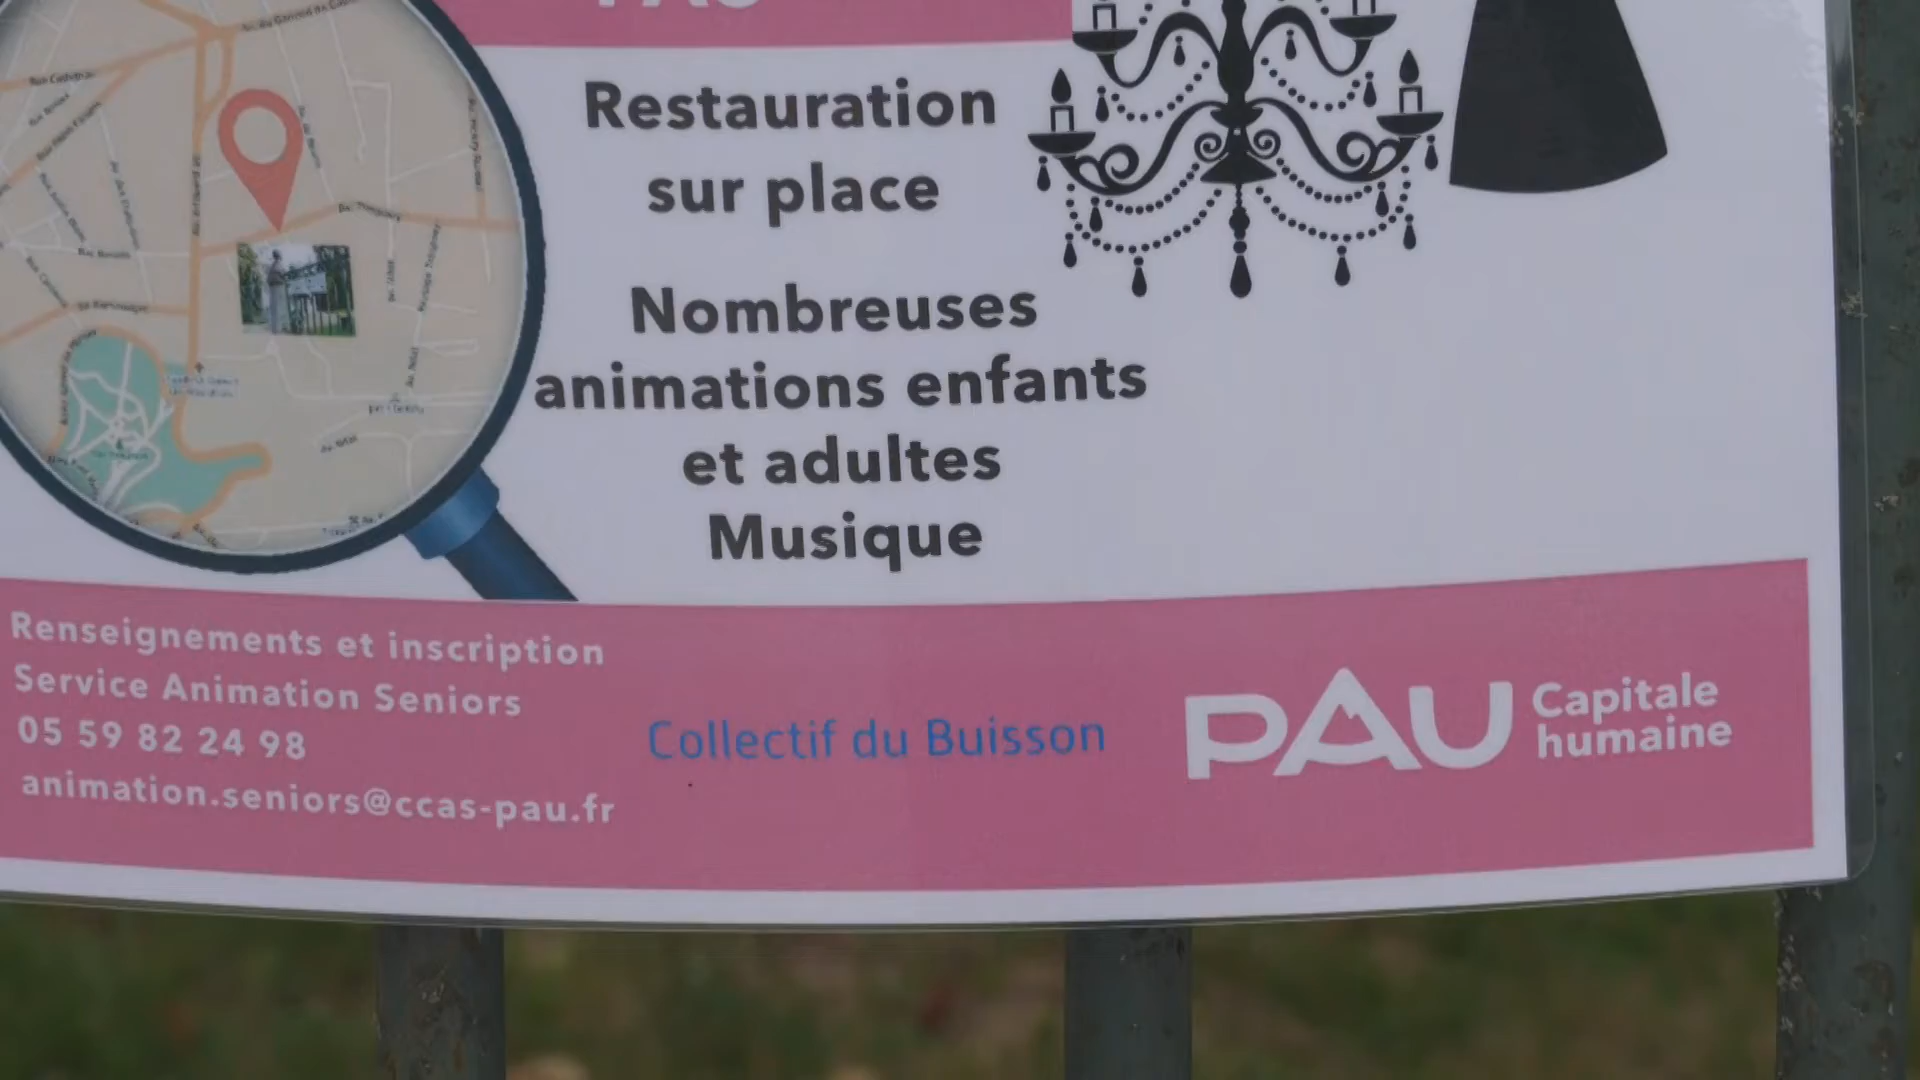 PAU
Restauration
sur place
Nombreuses
animations enfants
et adultes
Musique
Renseignements et inscription
Service Animation Seniors
05 59 82 24 98
animation.seniors@ccas-pau.fr
Collectif du Buisson
PAU Capitale
humaine